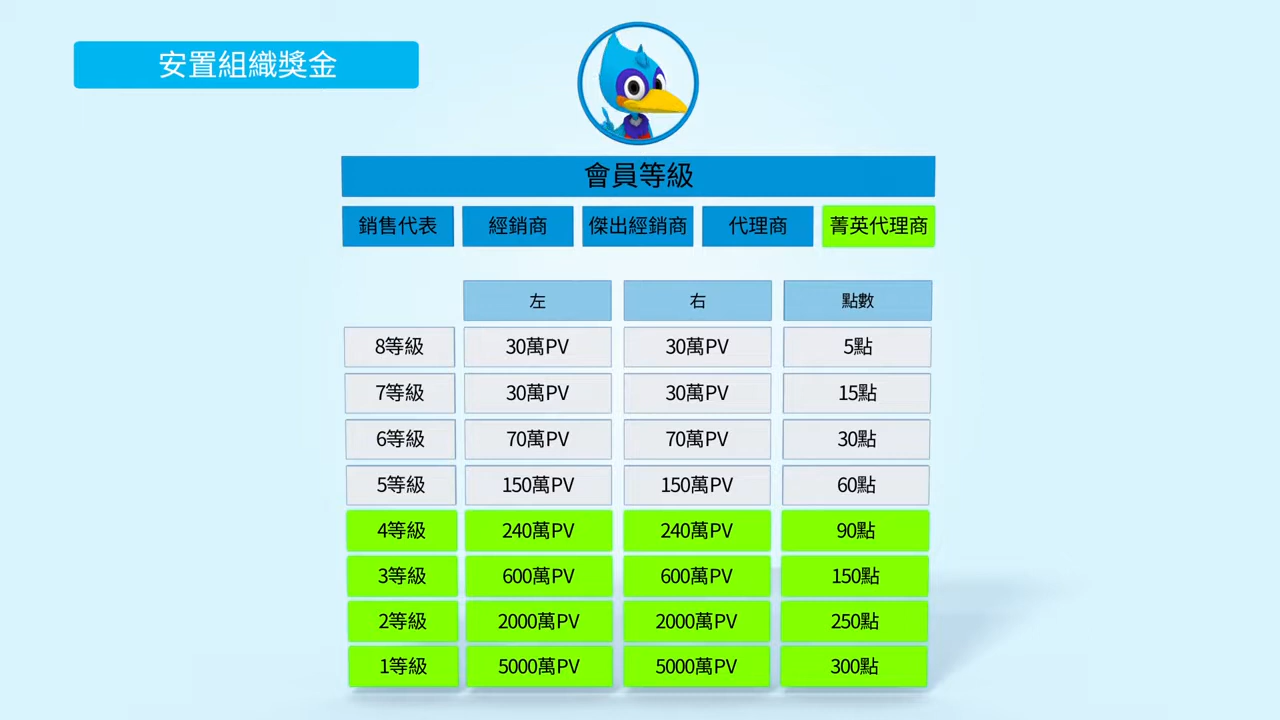 安置組織獎金
會員等級
銷售代表 經銷商 傑出經銷商 代理商 菁英代理商
左 右 點數
8等級 30萬PV 30萬PV 5點
7等級 30萬PV 30萬PV 15點
6等級 70萬PV 70萬PV 30點
5等級 150萬PV 150萬PV 60點
4等級 240萬PV 240萬PV 90點
3等級 600萬PV 600萬PV 150點
2等級 2000萬PV 2000萬PV 250點
1等級 5000萬PV 5000萬PV 300點